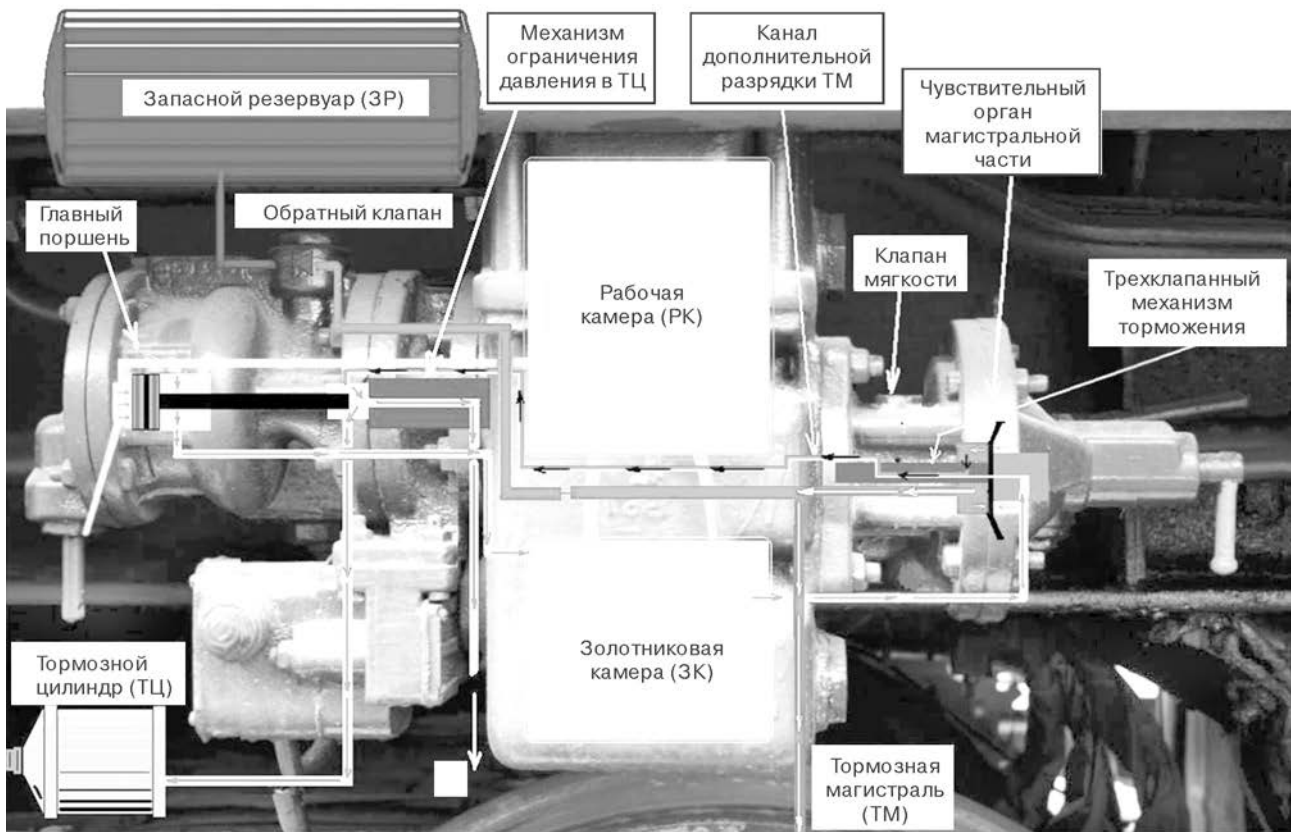 Механизм
ограничения
давления в ТЦ
Канал
дополнительной
разрядки ТМ
Запасной резервуар (ЗР)
Чувствительный
орган
магистральной
части
Главный
поршень
Обратный клапан
Клапан
мягкости
Трехклапанный
механизм
торможения
Рабочая
камера (РК)
Тормозной
цилиндр (ТЦ)
Золотниковая
камера (ЗК)
Тормозная
магистраль
(ТМ)